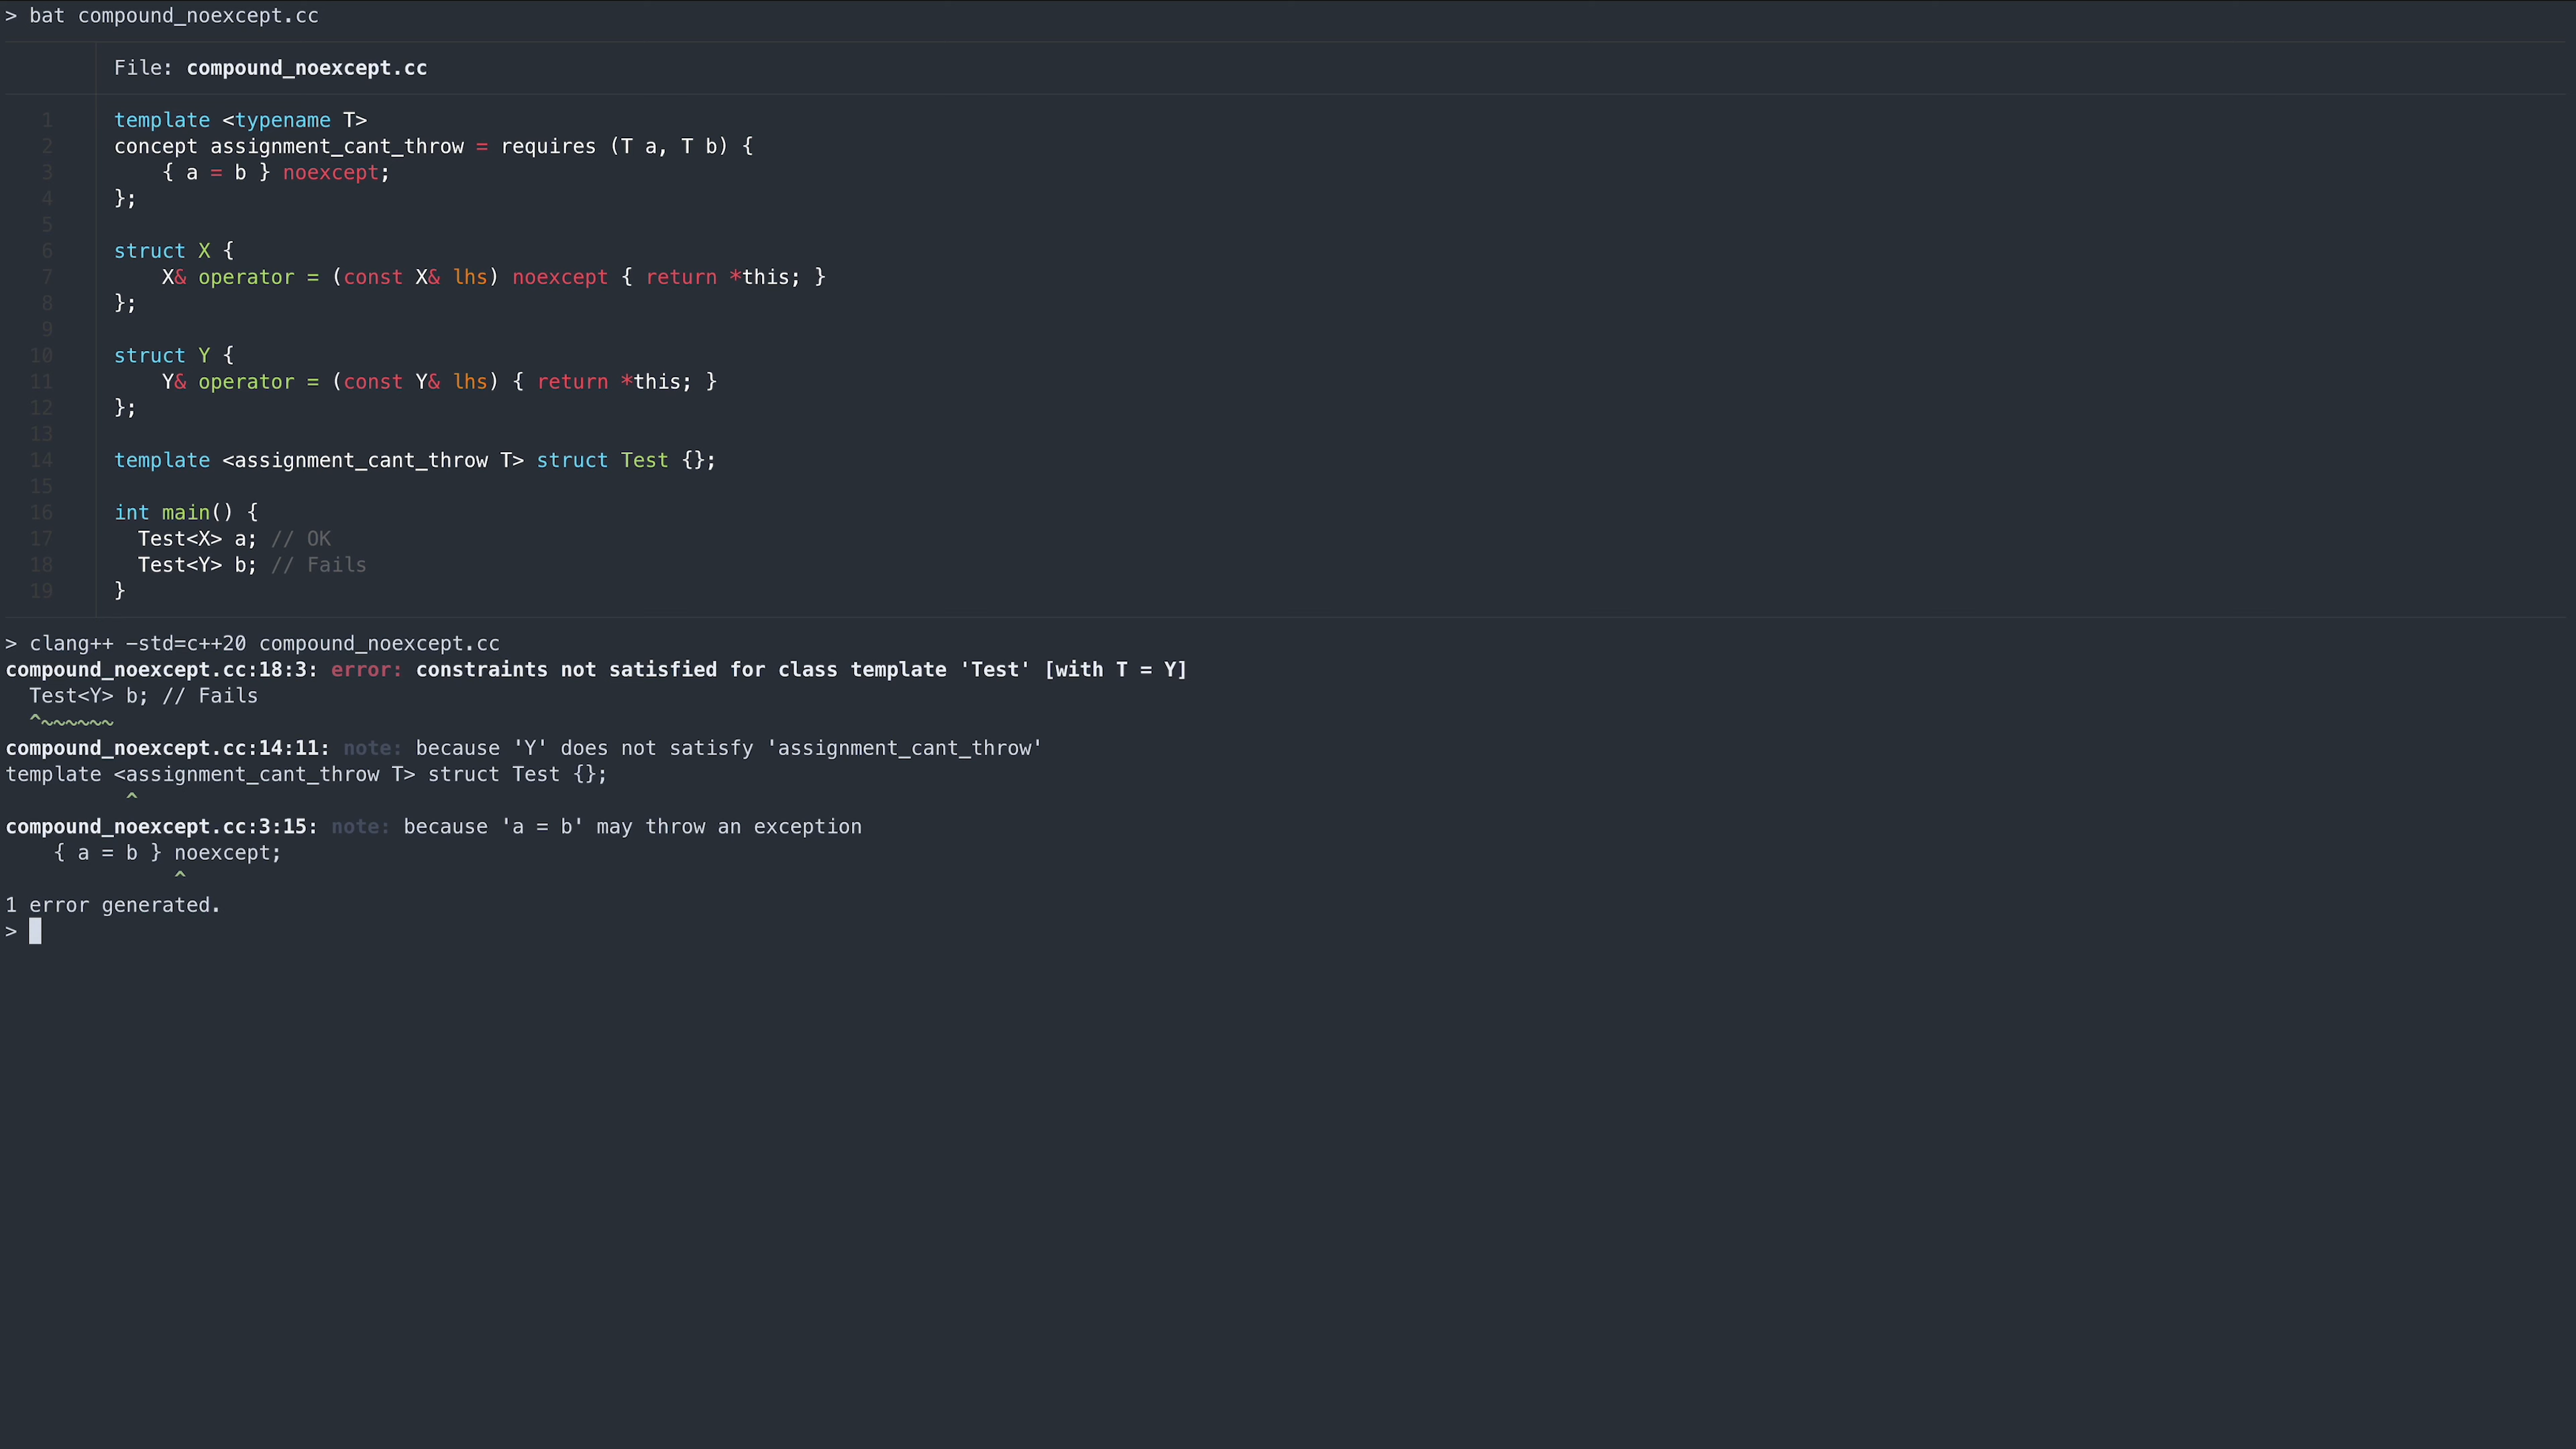 > bat compound_noexcept.cc
File: compound_noexcept.cc
1 template <typename T>
2 concept assignment_cant_throw = requires (T a, T b) {
3     { a = b } noexcept;
4 };
5
6 struct X {
7     X& operator = (const X& lhs) noexcept { return *this; }
8 };
9
10 struct Y {
11     Y& operator = (const Y& lhs) { return *this; }
12 };
13
14 template <assignment_cant_throw T> struct Test {};
15
16 int main() {
17   Test<X> a; // OK
18   Test<Y> b; // Fails
19 }
> clang++ -std=c++20 compound_noexcept.cc
compound_noexcept.cc:18:3: error: constraints not satisfied for class template 'Test' [with T = Y]
  Test<Y> b; // Fails
  ^~~~~~~
compound_noexcept.cc:14:11: note: because 'Y' does not satisfy 'assignment_cant_throw'
template <assignment_cant_throw T> struct Test {};
          ^
compound_noexcept.cc:3:15: note: because 'a = b' may throw an exception
    { a = b } noexcept;
              ^
1 error generated.
>